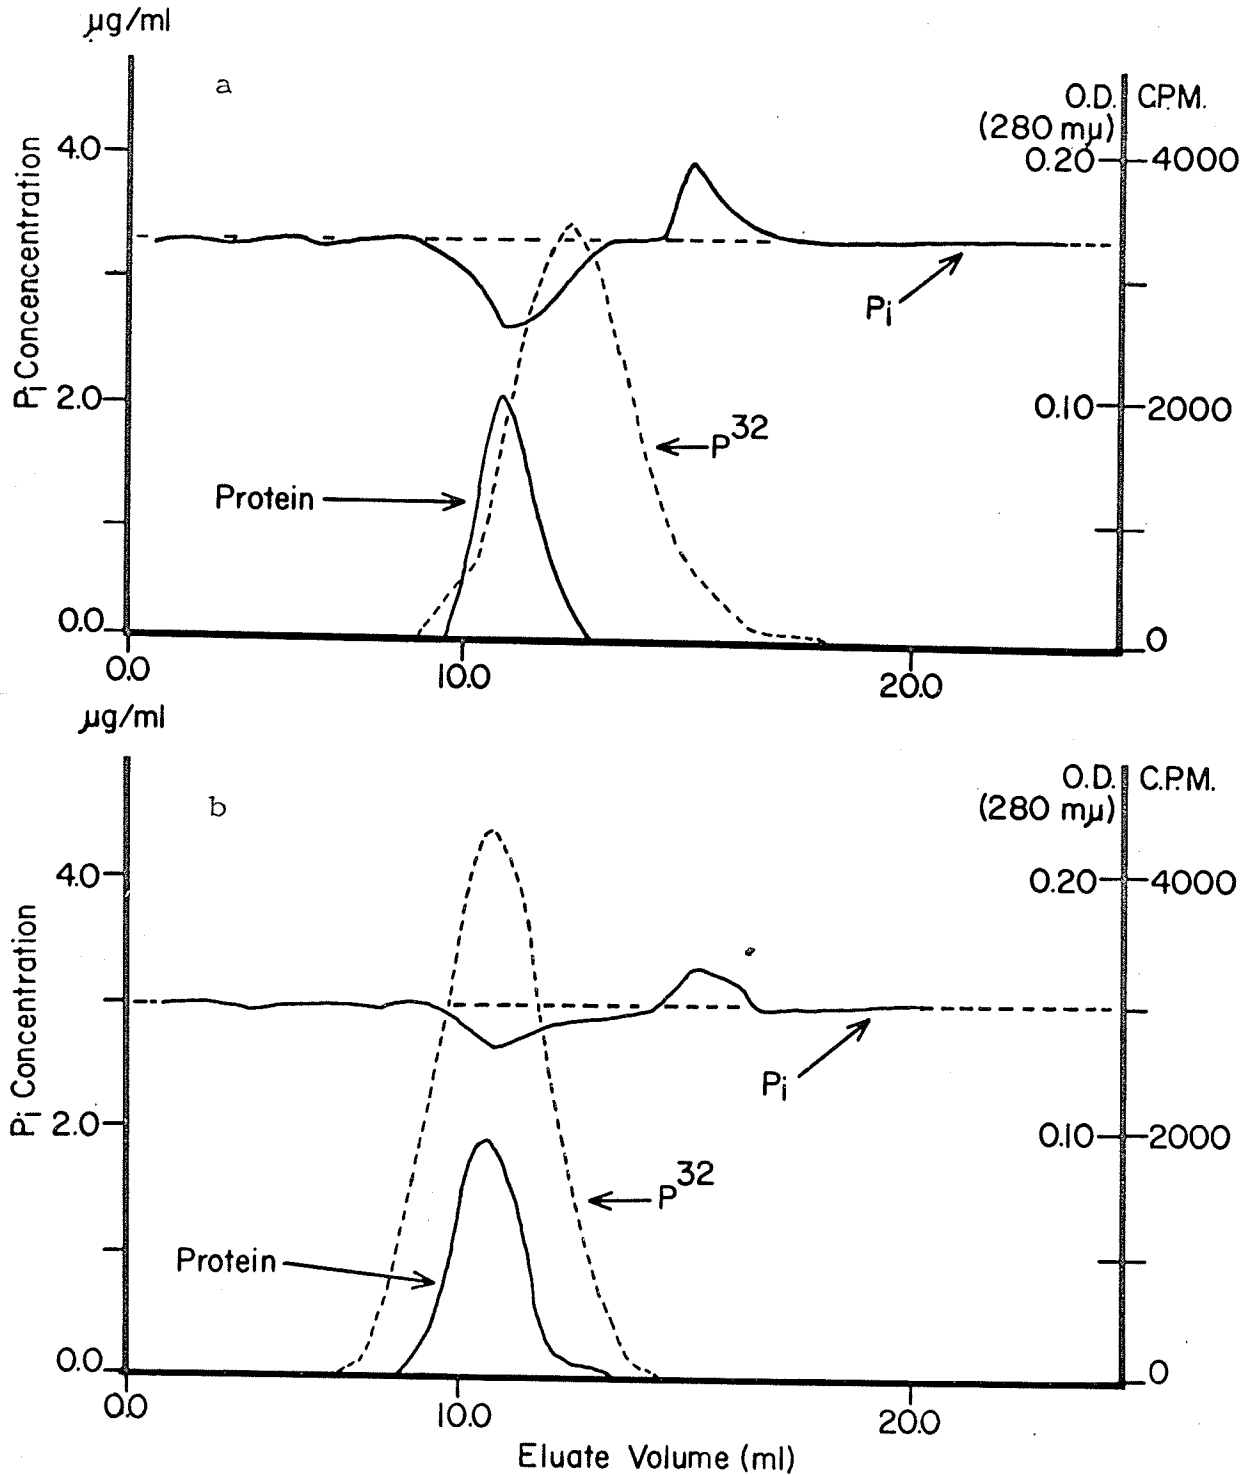 µg/ml
a
O.D. C.P.M.
(280 mµ)
4.0
0.20 4000
Pi Concencentration
Pi
2.0
0.10 2000
P32
Protein
0.0
0
0.0 10.0 20.0
µg/ml
b
O.D. C.P.M.
(280 mµ)
4.0
0.20 4000
Pi Concentration
Pi
2.0
0.10 2000
P32
Protein
0.0
0
0.0 10.0 20.0
Eluate Volume (ml)